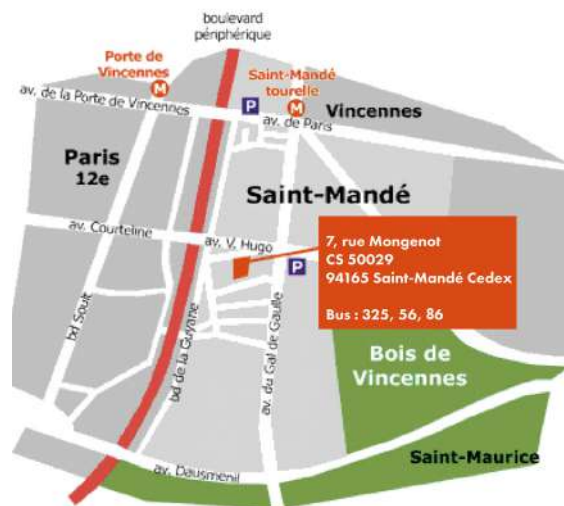 boulevard
périphérique
Porte de
Vincennes
M
Saint-Mandé
tourelle
M
av. de la Porte de Vincennes
P
av. de Paris
Vincennes
Paris
12e
Saint-Mandé
av. Courteline
av. V. Hugo
P
7, rue Mongenot
CS 50029
94165 Saint-Mandé Cedex
Bus : 325, 56, 86
bd Soult
bd de la Guyane
av. du Gal de Gaulle
Bois de
Vincennes
av. Dausmenil
Saint-Maurice